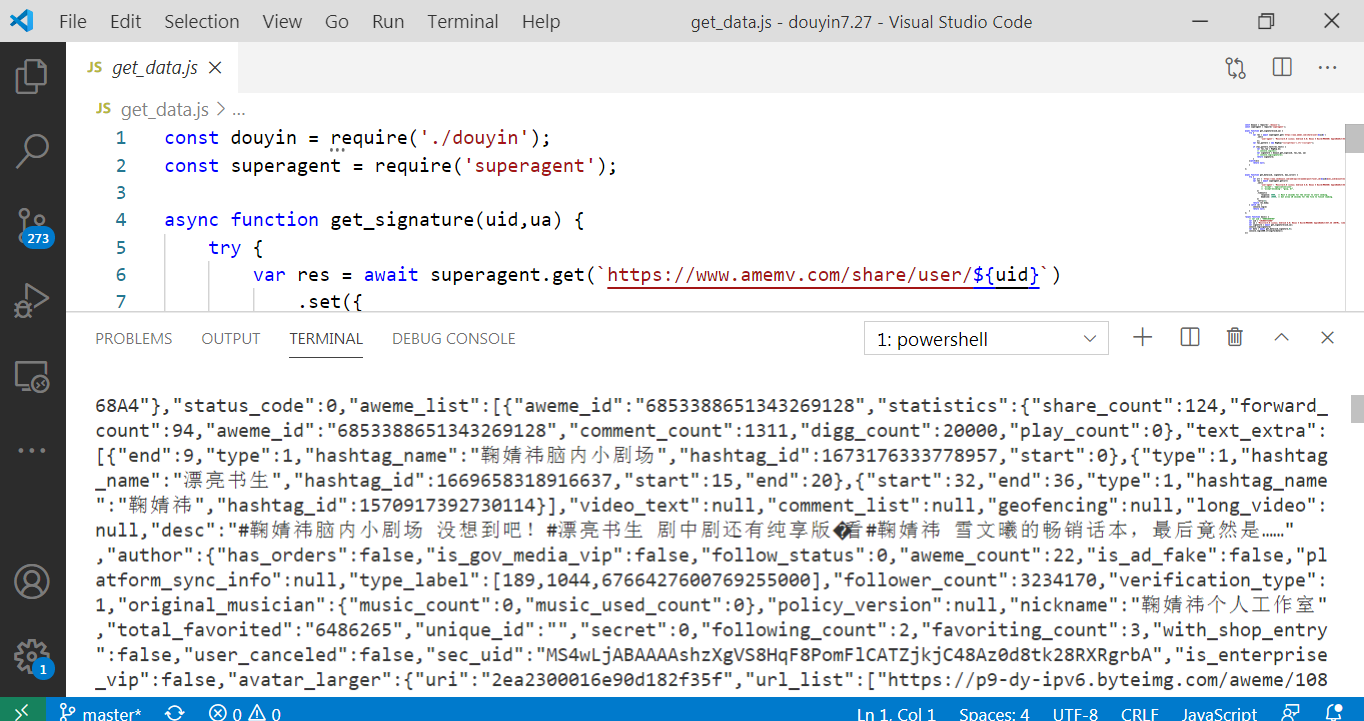 File Edit Selection View Go Run Terminal Help get_data.js - douyin7.27 - Visual Studio Code
JS get_data.js
JS get_data.js > ...
1 const douyin = require('./douyin');
2 const superagent = require('superagent');
3
4 async function get_signature(uid,ua) {
5 try {
6 var res = await superagent.get(`https://www.amemv.com/share/user/${uid}`)
7 .set({
273
PROBLEMS OUTPUT TERMINAL DEBUG CONSOLE 1: powershell
68A4"},"status_code":0,"aweme_list":[{"aweme_id":"6853388651343269128","statistics":{"share_count":124,"forward_
count":94,"aweme_id":"6853388651343269128","comment_count":1311,"digg_count":20000,"play_count":0},"text_extra":
[{"end":9,"type":1,"hashtag_name":"鞠婧祎脑内小剧场","hashtag_id":1673176333778957,"start":0},{"type":1,"hashtag
_name":"漂亮书生","hashtag_id":1669658318916637,"start":15,"end":20},{"start":32,"end":36,"type":1,"hashtag_name
":"鞠婧祎","hashtag_id":1570917392730114}],"video_text":null,"comment_list":null,"geofencing":null,"long_video":
null,"desc":"#鞠婧祎脑内小剧场 没想到吧！#漂亮书生 剧中剧还有纯享版�看#鞠婧祎 雪文曦的畅销话本，最后竟然是……"
,"author":{"has_orders":false,"is_gov_media_vip":false,"follow_status":0,"aweme_count":22,"is_ad_fake":false,"pl
atform_sync_info":null,"type_label":[189,1044,6766427600769255000],"follower_count":3234170,"verification_type":
1,"original_musician":{"music_count":0,"music_used_count":0},"policy_version":null,"nickname":"鞠婧祎个人工作室"
,"total_favorited":"6486265","unique_id":"","secret":0,"following_count":2,"favoriting_count":3,"with_shop_entry
":false,"user_canceled":false,"sec_uid":"MS4wLjABAAAAshzXgVS8HqF8PomFlCATZjkjC48Az0d8tk28RXRgrbA","is_enterprise
_vip":false,"avatar_larger":{"uri":"2ea2300016e90d182f35f","url_list":["https://p9-dy-ipv6.byteimg.com/aweme/108
1
master* 0 0 Ln 1, Col 1 Spaces: 4 UTF-8 CRLF JavaScript